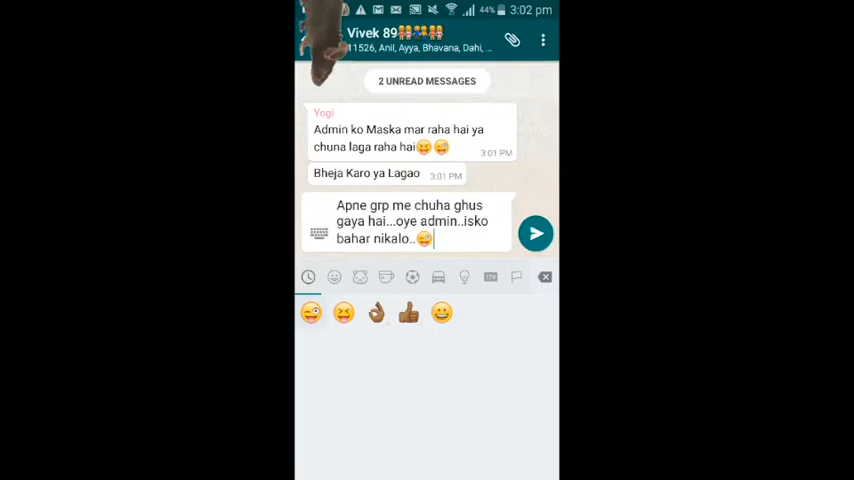 44% 3:02 pm
Vivek 89👭👫👭
11526, Anil, Ayya, Bhavana, Dahi, ...
2 UNREAD MESSAGES
Yogi
Admin ko Maska mar raha hai ya
chuna laga raha hai😝😜
3:01 PM
Bheja Karo ya Lagao 3:01 PM
Apne grp me chuha ghus
gaya hai...oye admin..isko
bahar nikalo..😜